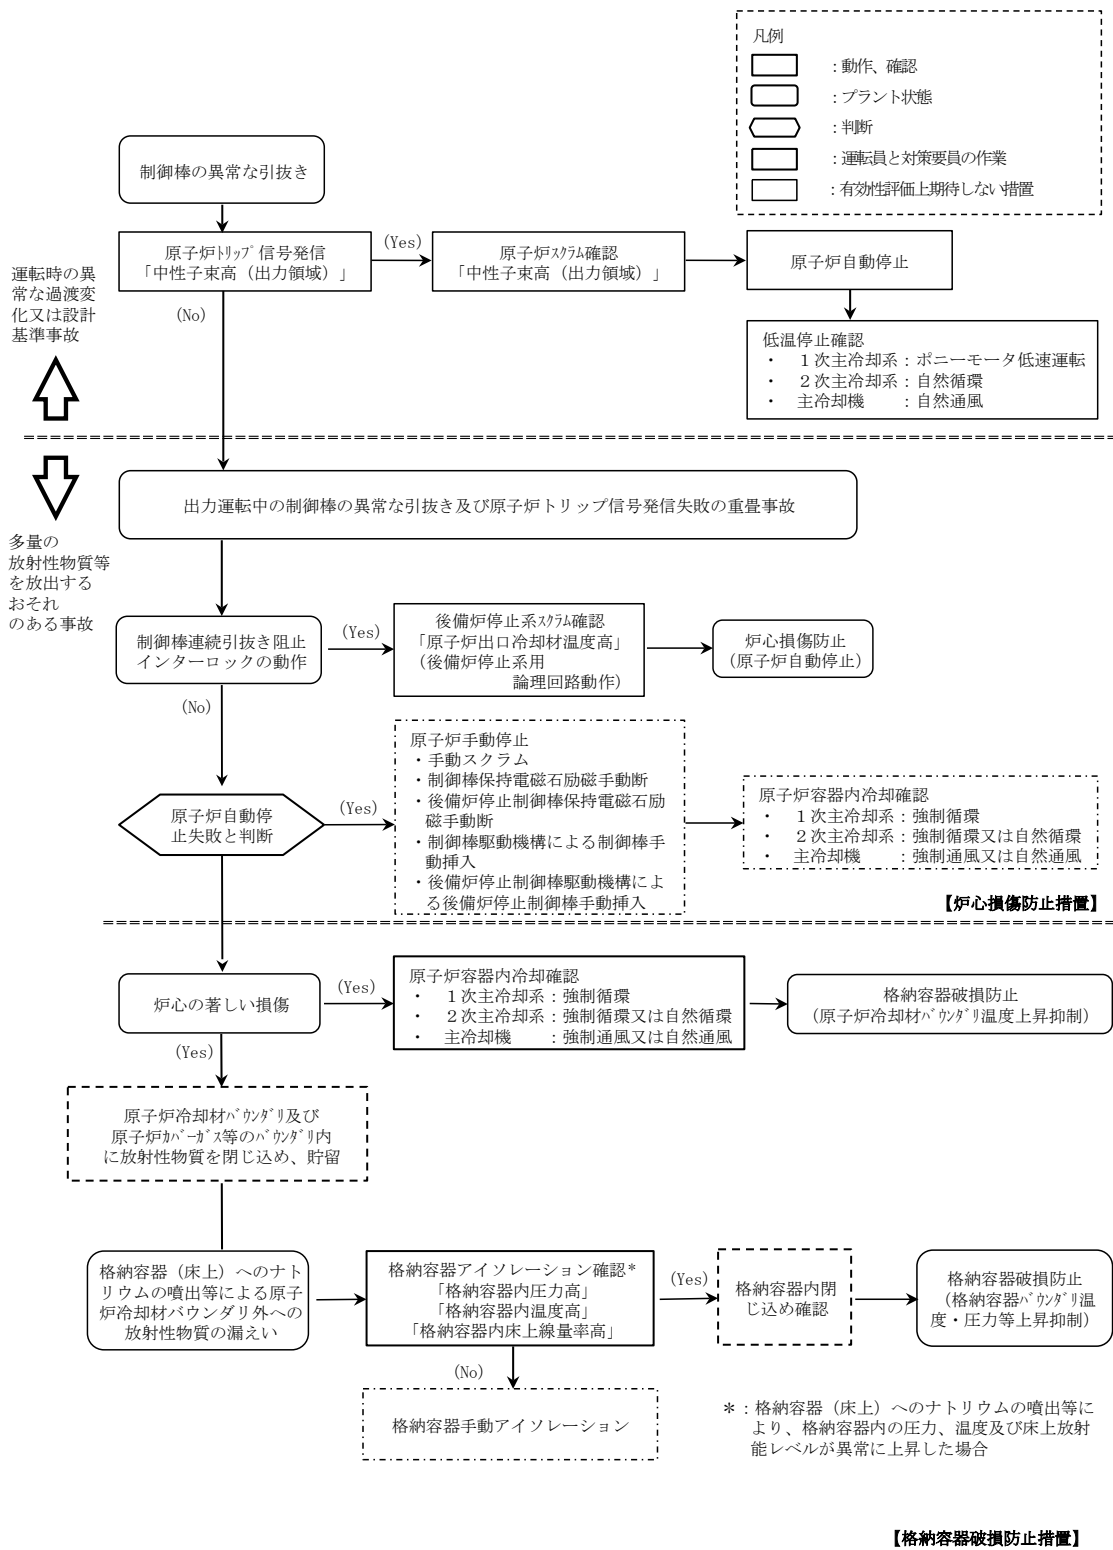 凡例
：動作、確認
：プラント状態
：判断
：運転員と対策要員の作業
：有効性評価上期待しない措置
制御棒の異常な引抜き
原子炉ﾄﾘｯﾌﾟ信号発信
「中性子束高（出力領域）」
(Yes)
原子炉ｽｸﾗﾑ確認
「中性子束高（出力領域）」
原子炉自動停止
(No)
低温停止確認
・　１次主冷却系：ポニーモータ低速運転
・　２次主冷却系：自然循環
・　主冷却機　　：自然通風
運転時の異
常な過渡変
化又は設計
基準事故
多量の
放射性物質等
を放出する
おそれ
のある事故
出力運転中の制御棒の異常な引抜き及び原子炉トリップ信号発信失敗の重畳事故
制御棒連続引抜き阻止
インターロックの動作
(Yes)
後備炉停止系ｽｸﾗﾑ確認
「原子炉出口冷却材温度高」
（後備炉停止系用
論理回路動作）
炉心損傷防止
（原子炉自動停止）
(No)
原子炉自動停
止失敗と判断
(Yes)
原子炉手動停止
・手動スクラム
・制御棒保持電磁石励磁手動断
・後備炉停止制御棒保持電磁石励
磁手動断
・制御棒駆動機構による制御棒手
動挿入
・後備炉停止制御棒駆動機構によ
る後備炉停止制御棒手動挿入
原子炉容器内冷却確認
・　１次主冷却系：強制循環
・　２次主冷却系：強制循環又は自然循環
・　主冷却機　　：強制通風又は自然通風
【炉心損傷防止措置】
炉心の著しい損傷
(Yes)
原子炉容器内冷却確認
・　１次主冷却系：強制循環
・　２次主冷却系：強制循環又は自然循環
・　主冷却機　　：強制通風又は自然通風
格納容器破損防止
（原子炉冷却材ﾊﾞｳﾝﾀﾞﾘ温度上昇抑制）
(Yes)
原子炉冷却材ﾊﾞｳﾝﾀﾞﾘ及び
原子炉ｶﾊﾞｰｶﾞｽ等のﾊﾞｳﾝﾀﾞﾘ内
に放射性物質を閉じ込め、貯留
格納容器（床上）へのナト
リウムの噴出等による原子
炉冷却材バウンダリ外への
放射性物質の漏えい
格納容器アイソレーション確認＊
「格納容器内圧力高」
「格納容器内温度高」
「格納容器内床上線量率高」
(Yes)
格納容器内閉
じ込め確認
格納容器破損防止
（格納容器ﾊﾞｳﾝﾀﾞﾘ温
度・圧力等上昇抑制）
(No)
格納容器手動アイソレーション
＊：格納容器（床上）へのナトリウムの噴出等に
より、格納容器内の圧力、温度及び床上放射
能レベルが異常に上昇した場合
【格納容器破損防止措置】